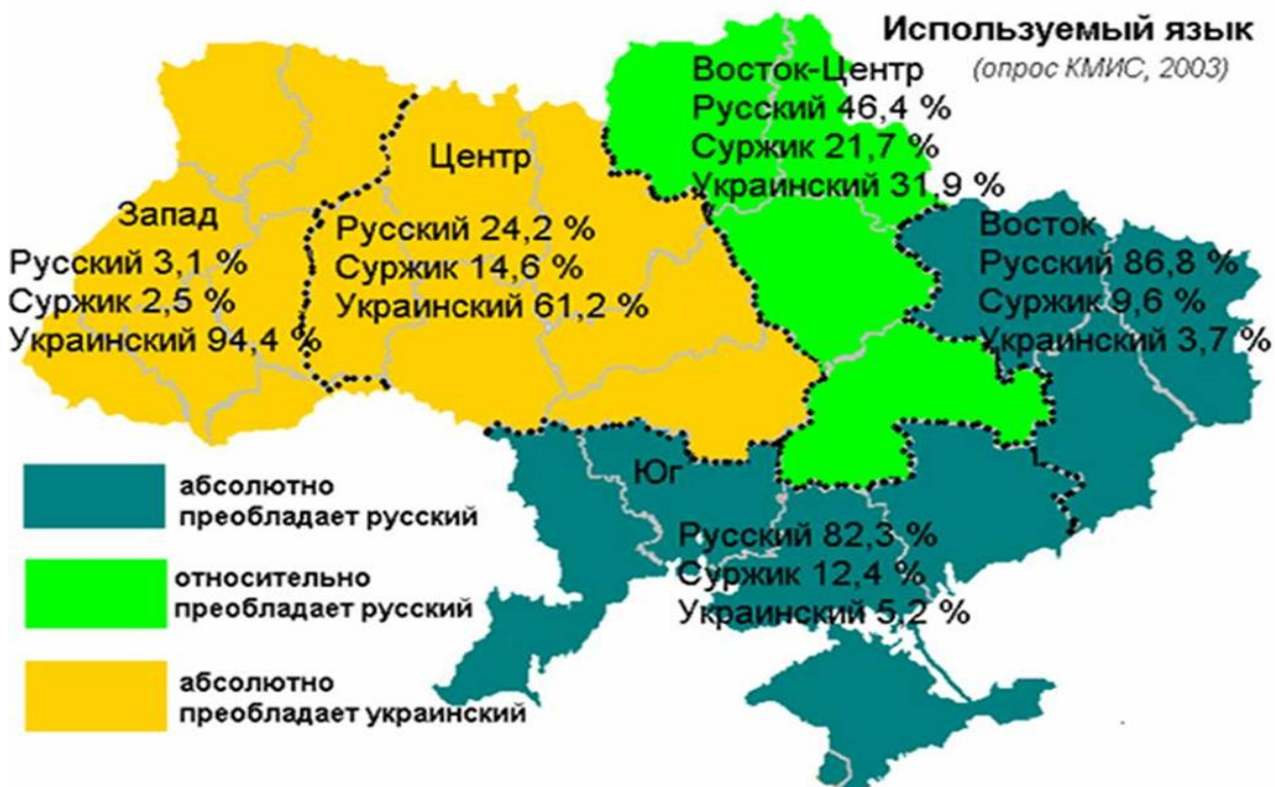 Используемый язык
(опрос КМИС, 2003)
Восток-Центр
Русский 46,4 %
Суржик 21,7 %
Украинский 31,9 %
Центр
Русский 24,2 %
Суржик 14,6 %
Украинский 61,2 %
Запад
Русский 3,1 %
Суржик 2,5 %
Украинский 94,4 %
Восток
Русский 86,8 %
Суржик 9,6 %
Украинский 3,7 %
Юг
Русский 82,3 %
Суржик 12,4 %
Украинский 5,2 %
абсолютно
преобладает русский
относительно
преобладает русский
абсолютно
преобладает украинский